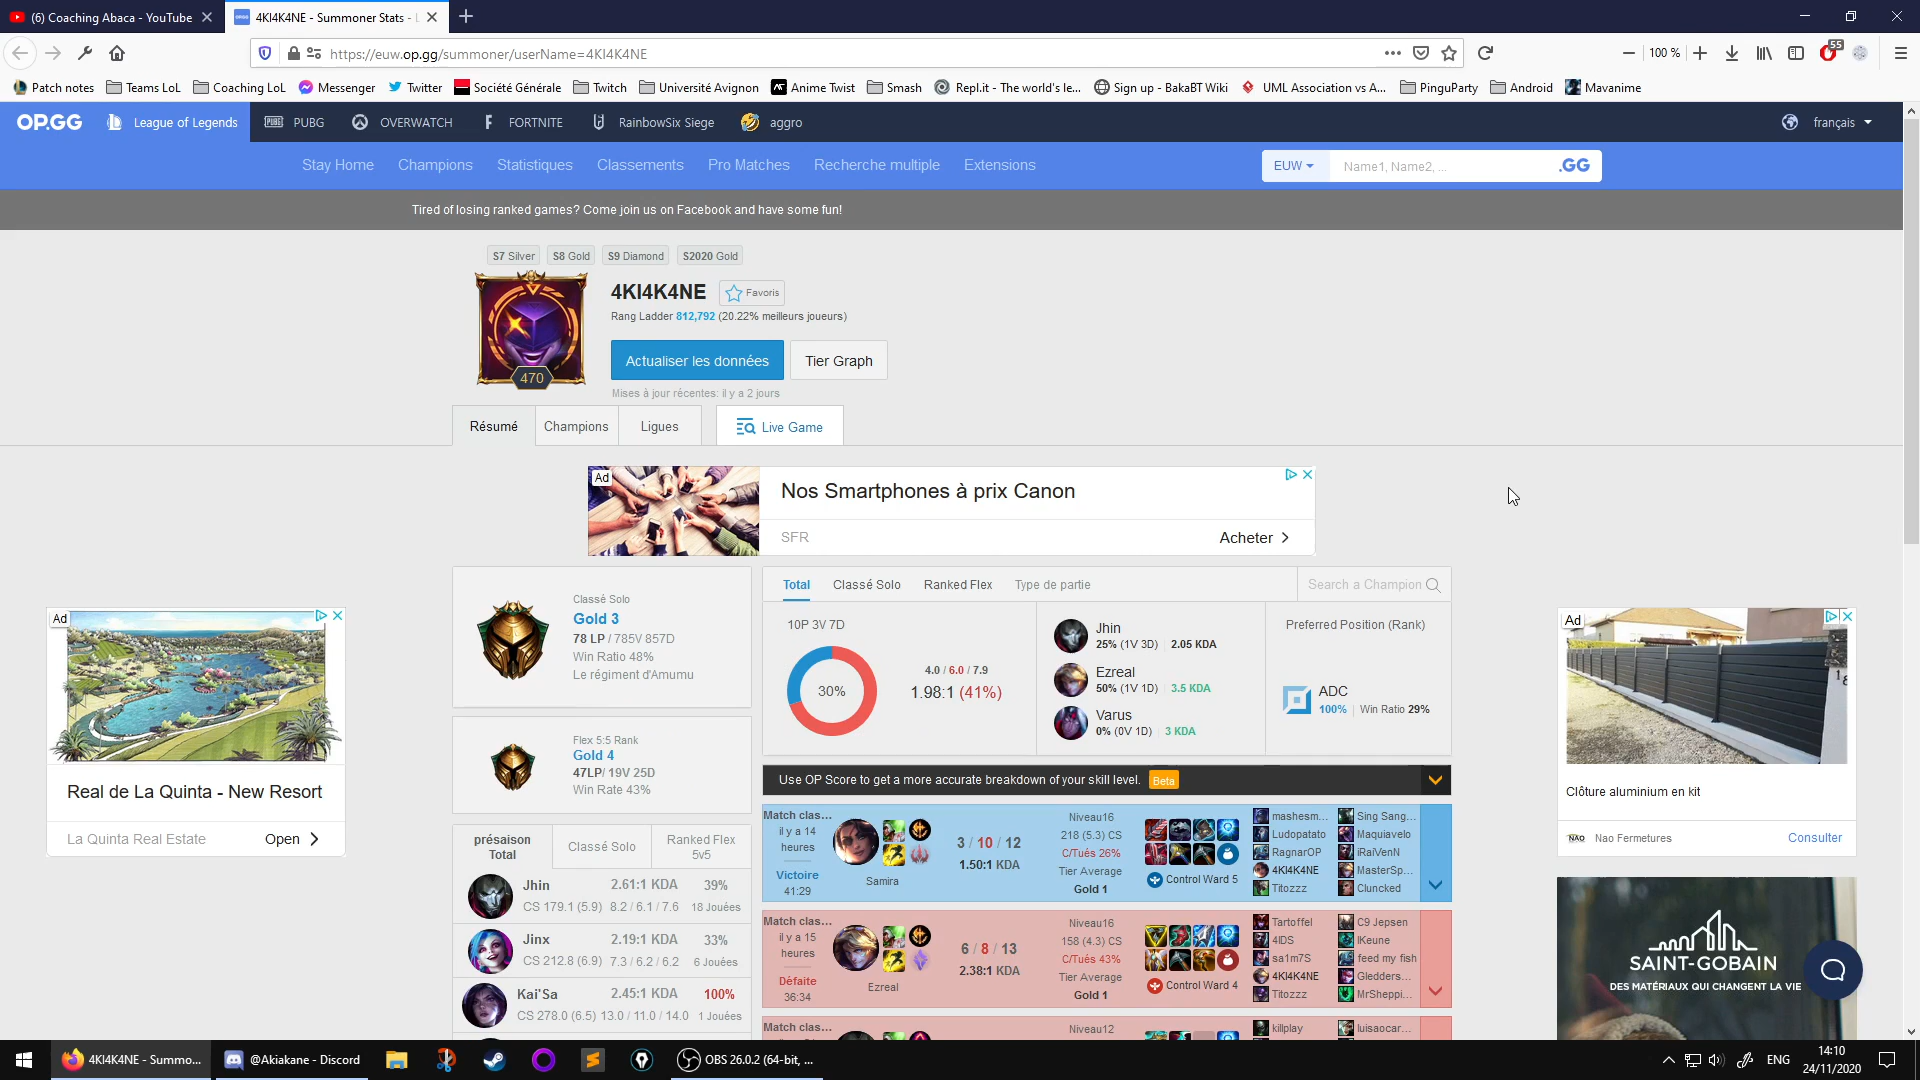 (6) Coaching Abaca - YouTube
4KI4K4NE - Summoner Stats - L
https://euw.op.gg/summoner/userName=4KI4K4NE
100 %
55
Patch notes
Teams LoL
Coaching LoL
Messenger
Twitter
Société Générale
Twitch
Université Avignon
Anime Twist
Smash
Repl.it - The world's le...
Sign up - BakaBT Wiki
UML Association vs A...
PinguParty
Android
Mavanime
OP.GG
League of Legends
PUBG
OVERWATCH
FORTNITE
RainbowSix Siege
aggro
français
Stay Home
Champions
Statistiques
Classements
Pro Matches
Recherche multiple
Extensions
EUW
Name1, Name2, ...
.GG
Tired of losing ranked games? Come join us on Facebook and have some fun!
S7 Silver
S8 Gold
S9 Diamond
S2020 Gold
470
4KI4K4NE
Favoris
Rang Ladder 812,792 (20.22% meilleurs joueurs)
Actualiser les données
Tier Graph
Mises à jour récentes: il y a 2 jours
Résumé
Champions
Ligues
Live Game
Ad
Nos Smartphones à prix Canon
SFR
Acheter
Ad
Real de La Quinta - New Resort
La Quinta Real Estate
Open
Classé Solo
Gold 3
78 LP / 785V 857D
Win Ratio 48%
Le régiment d'Amumu
Flex 5:5 Rank
Gold 4
47LP/ 19V 25D
Win Rate 43%
présaison
Total
Classé Solo
Ranked Flex
5v5
Jhin
CS 179.1 (5.9)
2.61:1 KDA
8.2 / 6.1 / 7.6
39%
18 Jouées
Jinx
CS 212.8 (6.9)
2.19:1 KDA
7.3 / 6.2 / 6.2
33%
6 Jouées
Kai'Sa
CS 278.0 (6.5)
2.45:1 KDA
13.0 / 11.0 / 14.0
100%
1 Jouées
Total
Classé Solo
Ranked Flex
Type de partie
Search a Champion
10P 3V 7D
30%
4.0 / 6.0 / 7.9
1.98:1 (41%)
Jhin
25% (1V 3D)
2.05 KDA
Ezreal
50% (1V 1D)
3.5 KDA
Varus
0% (0V 1D)
3 KDA
Preferred Position (Rank)
ADC
100%
Win Ratio 29%
Use OP Score to get a more accurate breakdown of your skill level.
Beta
Match clas...
il y a 14
heures
Victoire
41:29
Samira
3 / 10 / 12
1.50:1 KDA
Niveau16
218 (5.3) CS
C/Tués 26%
Tier Average
Gold 1
Control Ward 5
mashesm...
Ludopatato
RagnarOP
4KI4K4NE
Titozzz
Sing Sang...
Maquiavelo
iRaiVenN
MasterSp...
Cluncked
Match clas...
il y a 15
heures
Défaite
36:34
Ezreal
6 / 8 / 13
2.38:1 KDA
Niveau16
158 (4.3) CS
C/Tués 43%
Tier Average
Gold 1
Control Ward 4
Tartoffel
4IDS
sa1m7S
4KI4K4NE
Titozzz
C9 Jepsen
IKeune
feed my fish
Gledders...
MrSheppi...
Match clas...
Niveau12
killplay
luisaocar...
Ad
Clôture aluminium en kit
NAO
Nao Fermetures
Consulter
SAINT-GOBAIN
DES MATÉRIAUX QUI CHANGENT LA VIE
4KI4K4NE - Summo...
@Akiakane - Discord
OBS 26.0.2 (64-bit, ...
ENG
14:10
24/11/2020